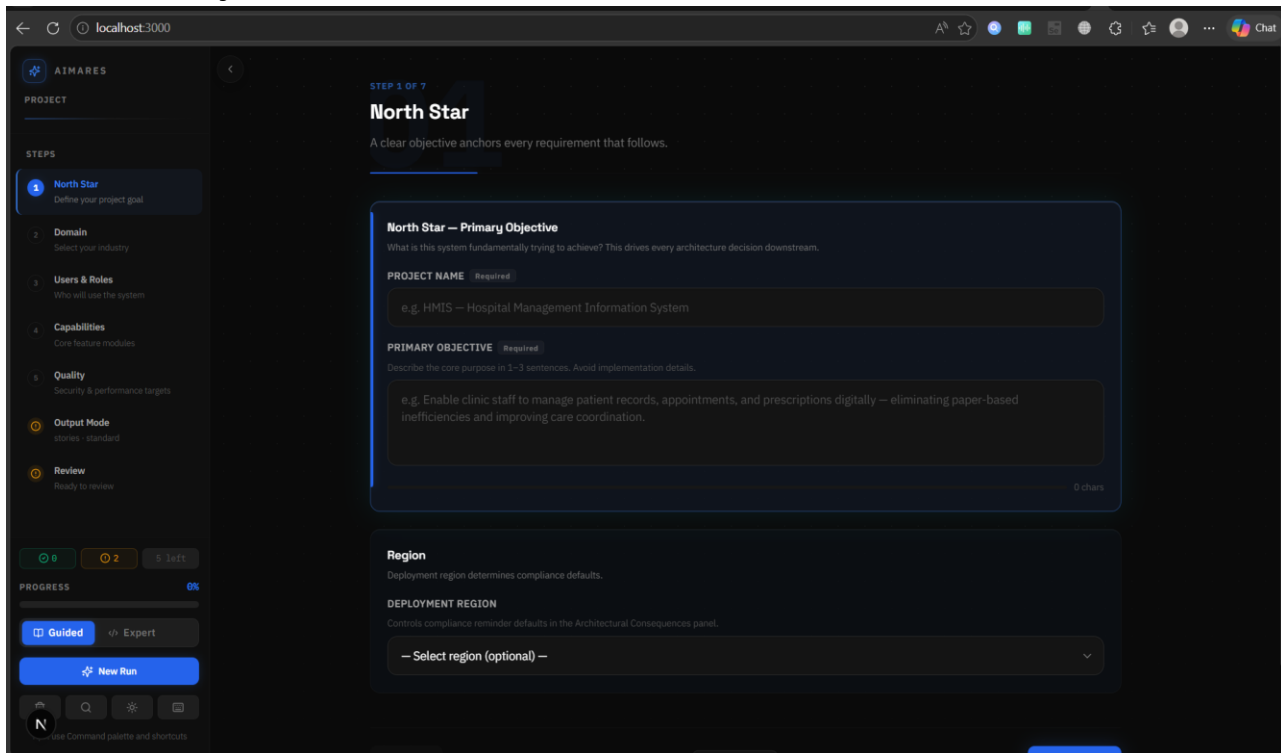 localhost:3000
Chat
AIMARES
PROJECT
STEPS
1
North Star
Define your project goal
2
Domain
Select your industry
3
Users & Roles
Who will use the system
4
Capabilities
Core feature modules
5
Quality
Security & performance targets
Output Mode
stories · standard
Review
Ready to review
0
2
5 left
PROGRESS
0%
Guided
</> Expert
New Run
N
use Command palette and shortcuts
01
STEP 1 OF 7
North Star
A clear objective anchors every requirement that follows.
North Star — Primary Objective
What is this system fundamentally trying to achieve? This drives every architecture decision downstream.
PROJECT NAME Required
e.g. HMIS — Hospital Management Information System
PRIMARY OBJECTIVE Required
Describe the core purpose in 1–3 sentences. Avoid implementation details.
e.g. Enable clinic staff to manage patient records, appointments, and prescriptions digitally — eliminating paper-based
inefficiencies and improving care coordination.
0 chars
Region
Deployment region determines compliance defaults.
DEPLOYMENT REGION
Controls compliance reminder defaults in the Architectural Consequences panel.
— Select region (optional) —